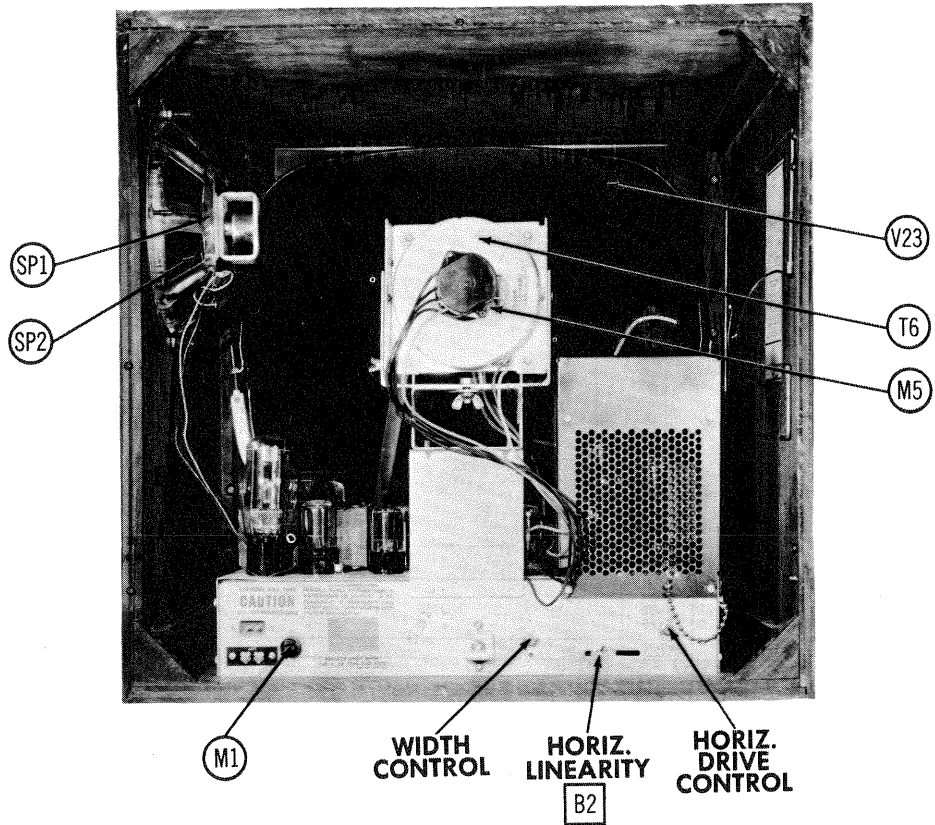 SP1
SP2
V23
T6
M5
CAUTION
M1
WIDTH
CONTROL
HORIZ.
LINEARITY
B2
HORIZ.
DRIVE
CONTROL